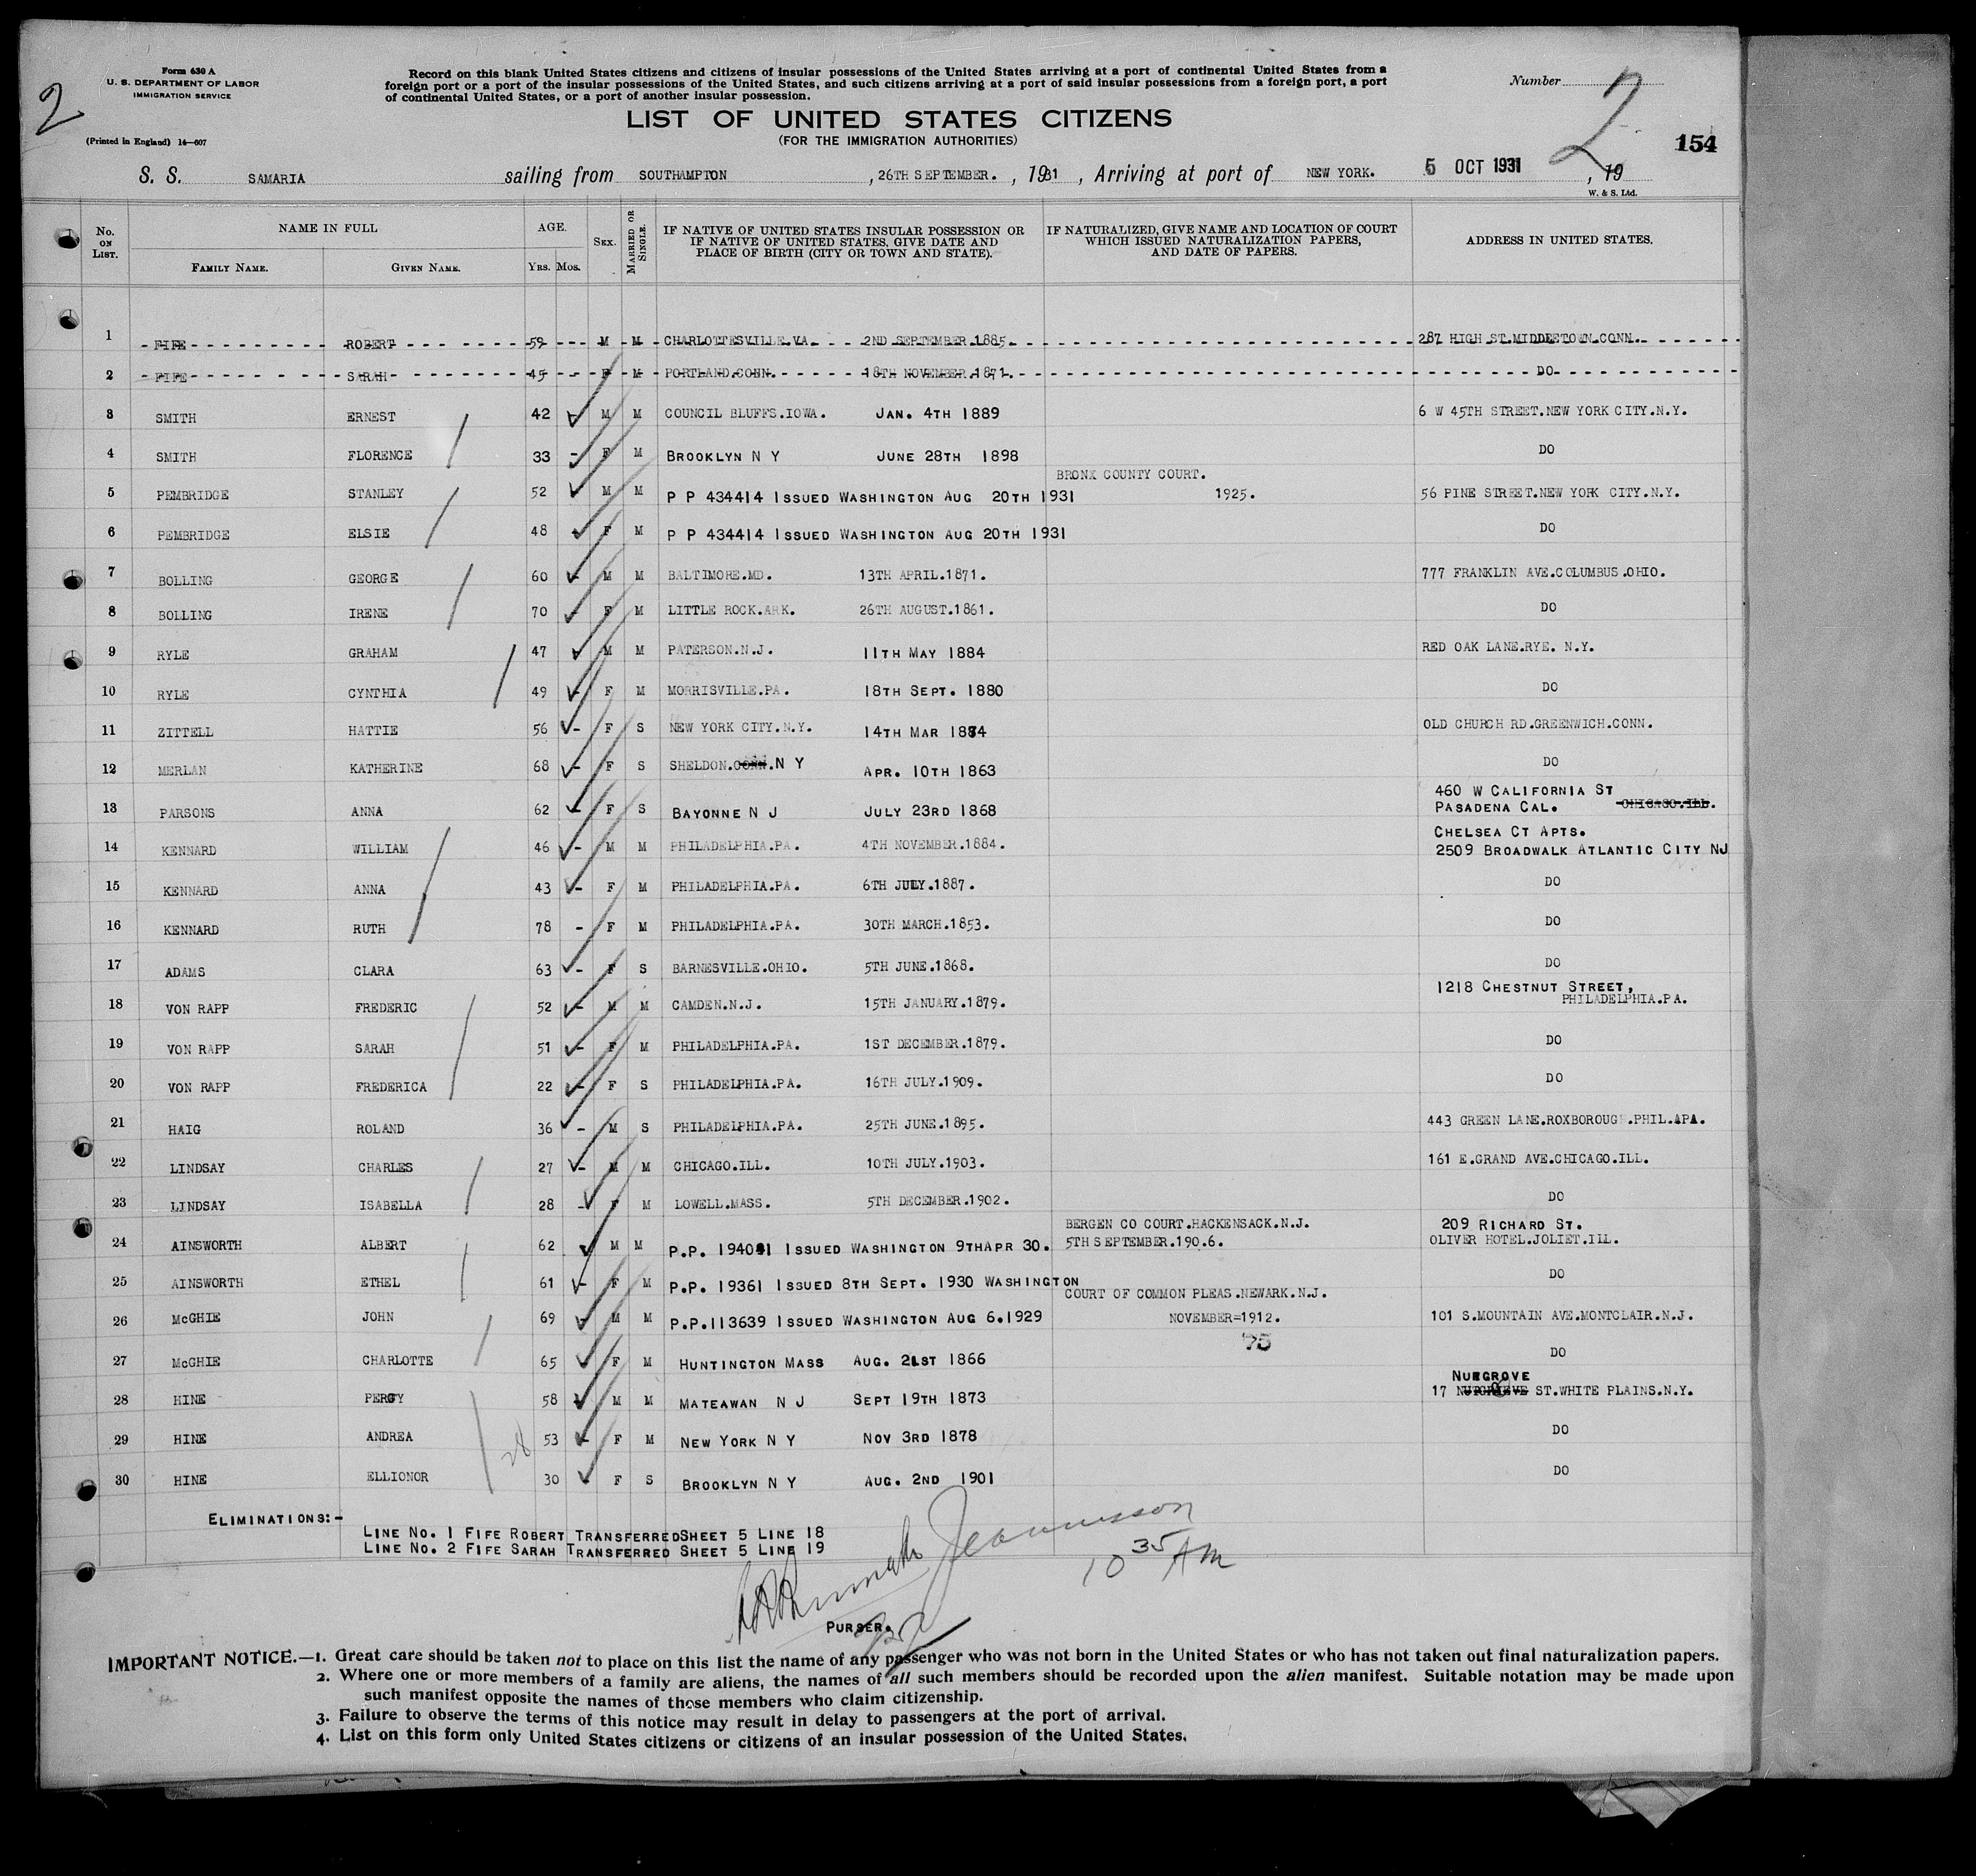 2
Form 630 A
U. S. DEPARTMENT OF LABOR
IMMIGRATION SERVICE
(Printed in England) 14—607
Record on this blank United States citizens and citizens of insular possessions of the United States arriving at a port of continental United States from a
foreign port or a port of the insular possessions of the United States, and such citizens arriving at a port of said insular possessions from a foreign port, a port
of continental United States, or a port of another insular possession.
Number 2
LIST OF UNITED STATES CITIZENS
(FOR THE IMMIGRATION AUTHORITIES)
154
S. S. SAMARIA sailing from SOUTHAMPTON, 26TH SEPTEMBER., 1931, Arriving at port of NEW YORK. 5 OCT 1931, 19
W. & S. Ltd.
No. ON LIST. NAME IN FULL FAMILY NAME. GIVEN NAME. AGE. YRS. MOS. SEX. MARRIED OR SINGLE. IF NATIVE OF UNITED STATES INSULAR POSSESSION OR IF NATIVE OF UNITED STATES, GIVE DATE AND PLACE OF BIRTH (CITY OR TOWN AND STATE). IF NATURALIZED, GIVE NAME AND LOCATION OF COURT WHICH ISSUED NATURALIZATION PAPERS, AND DATE OF PAPERS. ADDRESS IN UNITED STATES.
1 FIFE ROBERT 59 - M M CHARLOTTESVILLE.VA. 2ND SEPTEMBER.1885. 287 HIGH ST.MIDDLETOWN.CONN.
2 FIFE SARAH 45 - F M PORTLAND.CONN. 18TH NOVEMBER.1871. DO
3 SMITH ERNEST 42 - M M COUNCIL BLUFFS.IOWA. JAN. 4TH 1889 6 W 45TH STREET.NEW YORK CITY.N.Y.
4 SMITH FLORENCE 33 - F M BROOKLYN N Y JUNE 28TH 1898 DO
BRONX COUNTY COURT.
5 PEMBRIDGE STANLEY 52 - M M P P 434414 ISSUED WASHINGTON AUG 20TH 1931 1925. 56 PINE STREET.NEW YORK CITY.N.Y.
6 PEMBRIDGE ELSIE 48 - F M P P 434414 ISSUED WASHINGTON AUG 20TH 1931 DO
7 BOLLING GEORGE 60 - M M BALTIMORE.MD. 13TH APRIL.1871. 777 FRANKLIN AVE.COLUMBUS.OHIO.
8 BOLLING IRENE 70 - F M LITTLE ROCK.ARK. 26TH AUGUST.1861. DO
9 RYLE GRAHAM 47 - M M PATERSON.N.J. 11TH MAY 1884 RED OAK LANE.RYE. N.Y.
10 RYLE CYNTHIA 49 - F M MORRISVILLE.PA. 18TH SEPT. 1880 DO
11 ZITTELL HATTIE 56 - F S NEW YORK CITY.N.Y. 14TH MAR 1874 OLD CHURCH RD.GREENWICH.CONN.
12 MERLAN KATHERINE 68 - F S SHELDON.CONN.N Y APR. 10TH 1863 DO
460 W CALIFORNIA ST
13 PARSONS ANNA 62 - F S BAYONNE N J JULY 23RD 1868 PASADENA CAL. CHICAGO.ILL.
CHELSEA CT APTS.
14 KENNARD WILLIAM 46 - M M PHILADELPHIA.PA. 4TH NOVEMBER.1884. 2509 BROADWALK ATLANTIC CITY NJ
15 KENNARD ANNA 43 - F M PHILADELPHIA.PA. 6TH JULY.1887. DO
16 KENNARD RUTH 78 - F M PHILADELPHIA.PA. 30TH MARCH.1853. DO
17 ADAMS CLARA 63 - F S BARNESVILLE.OHIO. 5TH JUNE.1868. DO
1218 CHESTNUT STREET,
18 VON RAPP FREDERIC 52 - M M CAMDEN.N.J. 15TH JANUARY.1879. PHILADELPHIA.PA.
19 VON RAPP SARAH 51 - F M PHILADELPHIA.PA. 1ST DECEMBER.1879. DO
20 VON RAPP FREDERICA 22 - F S PHILADELPHIA.PA. 16TH JULY.1909. DO
21 HAIG ROLAND 36 - M S PHILADELPHIA.PA. 25TH JUNE.1895. 443 GREEN LANE.ROXBOROUG.PHIL.APA.
22 LINDSAY CHARLES 27 - M M CHICAGO.ILL. 10TH JULY.1903. 161 E.GRAND AVE.CHICAGO.ILL.
23 LINDSAY ISABELLA 28 - F M LOWELL.MASS. 5TH DECEMBER.1902. DO
BERGEN CO COURT.HACKENSACK.N.J. 209 RICHARD ST.
24 AINSWORTH ALBERT 62 M M P.P. 194041 ISSUED WASHINGTON 9THAPR 30. 5TH SEPTEMBER.190.6. OLIVER HOTEL.JOLIET.ILL.
25 AINSWORTH ETHEL 61 - F M P.P. 19361 ISSUED 8TH SEPT. 1930 WASHINGTON DO
COURT OF COMMON PLEAS.NEWARK.N.J.
26 McGHIE JOHN 69 - M M P.P.113639 ISSUED WASHINGTON AUG 6.1929 NOVEMBER=1912. 101 S.MOUNTAIN AVE.MONTCLAIR.N.J.
75
27 McGHIE CHARLOTTE 65 - F M HUNTINGTON MASS AUG. 21ST 1866 DO
NUTGROVE
28 HINE PERCY 58 - M M MATEAWAN N J SEPT 19TH 1873 17 NUTGRIEVE ST.WHITE PLAINS.N.Y.
29 HINE ANDREA 28 53 - F M NEW YORK N Y NOV 3RD 1878 DO
30 HINE ELLIONOR 30 - F S BROOKLYN N Y AUG. 2ND 1901 DO
ELIMINATIONS:-
LINE NO. 1 FIFE ROBERT TRANSFERRED SHEET 5 LINE 18
LINE NO. 2 FIFE SARAH TRANSFERRED SHEET 5 LINE 19
10 35 AM
PURSER.
IMPORTANT NOTICE.—1. Great care should be taken not to place on this list the name of any passenger who was not born in the United States or who has not taken out final naturalization papers.
2. Where one or more members of a family are aliens, the names of all such members should be recorded upon the alien manifest. Suitable notation may be made upon
such manifest opposite the names of those members who claim citizenship.
3. Failure to observe the terms of this notice may result in delay to passengers at the port of arrival.
4. List on this form only United States citizens or citizens of an insular possession of the United States.